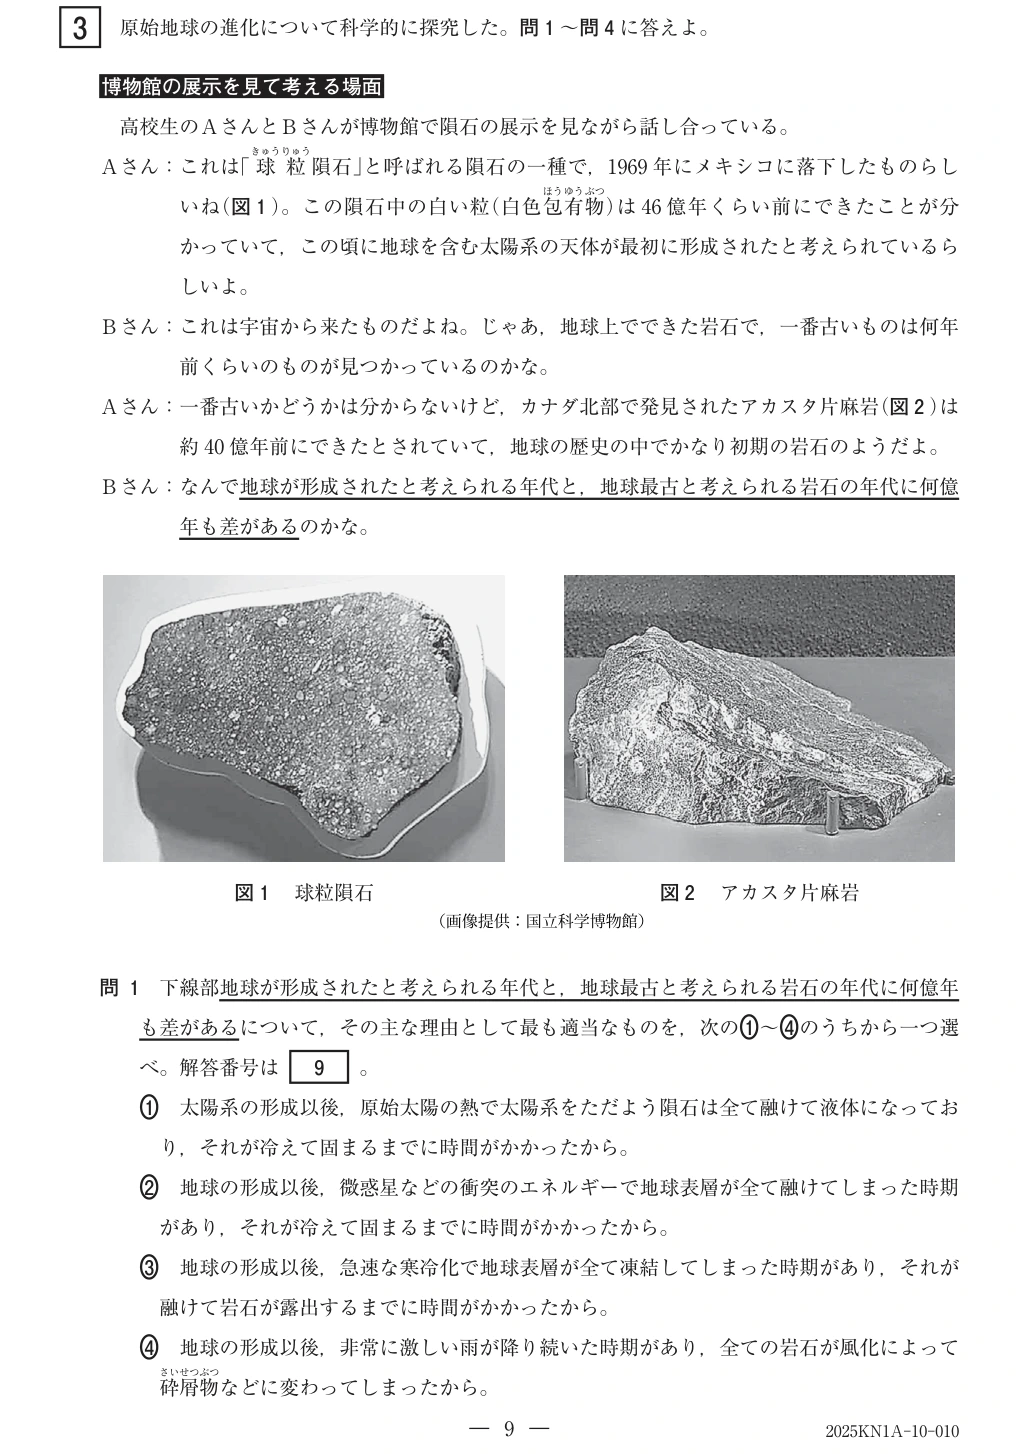 3 原始地球の進化について科学的に探究した。問1～問4に答えよ。
博物館の展示を見て考える場面
高校生のAさんとBさんが博物館で隕石の展示を見ながら話し合っている。
きゅうりゅう
Aさん：これは「球粒隕石」と呼ばれる隕石の一種で，1969年にメキシコに落下したものらし
ほうゆうぶつ
いね(図1)。この隕石中の白い粒(白色包有物)は46億年くらい前にできたことが分
かっていて，この頃に地球を含む太陽系の天体が最初に形成されたと考えられているら
しいよ。
Bさん：これは宇宙から来たものだよね。じゃあ，地球上でできた岩石で，一番古いものは何年
前くらいのものが見つかっているのかな。
Aさん：一番古いかどうかは分からないけど，カナダ北部で発見されたアカスタ片麻岩(図2)は
約40億年前にできたとされていて，地球の歴史の中でかなり初期の岩石のようだよ。
Bさん：なんで地球が形成されたと考えられる年代と，地球最古と考えられる岩石の年代に何億
年も差があるのかな。
図1 球粒隕石
図2 アカスタ片麻岩
(画像提供：国立科学博物館)
問1 下線部地球が形成されたと考えられる年代と，地球最古と考えられる岩石の年代に何億年
も差があるについて，その主な理由として最も適当なものを，次の①～④のうちから一つ選
べ。解答番号は 9 。
① 太陽系の形成以後，原始太陽の熱で太陽系をただよう隕石は全て融けて液体になってお
り，それが冷えて固まるまでに時間がかかったから。
② 地球の形成以後，微惑星などの衝突のエネルギーで地球表層が全て融けてしまった時期
があり，それが冷えて固まるまでに時間がかかったから。
③ 地球の形成以後，急速な寒冷化で地球表層が全て凍結してしまった時期があり，それが
融けて岩石が露出するまでに時間がかかったから。
④ 地球の形成以後，非常に激しい雨が降り続いた時期があり，全ての岩石が風化によって
さいせつぶつ
砕屑物などに変わってしまったから。
― 9 ―
2025KN1A-10-010